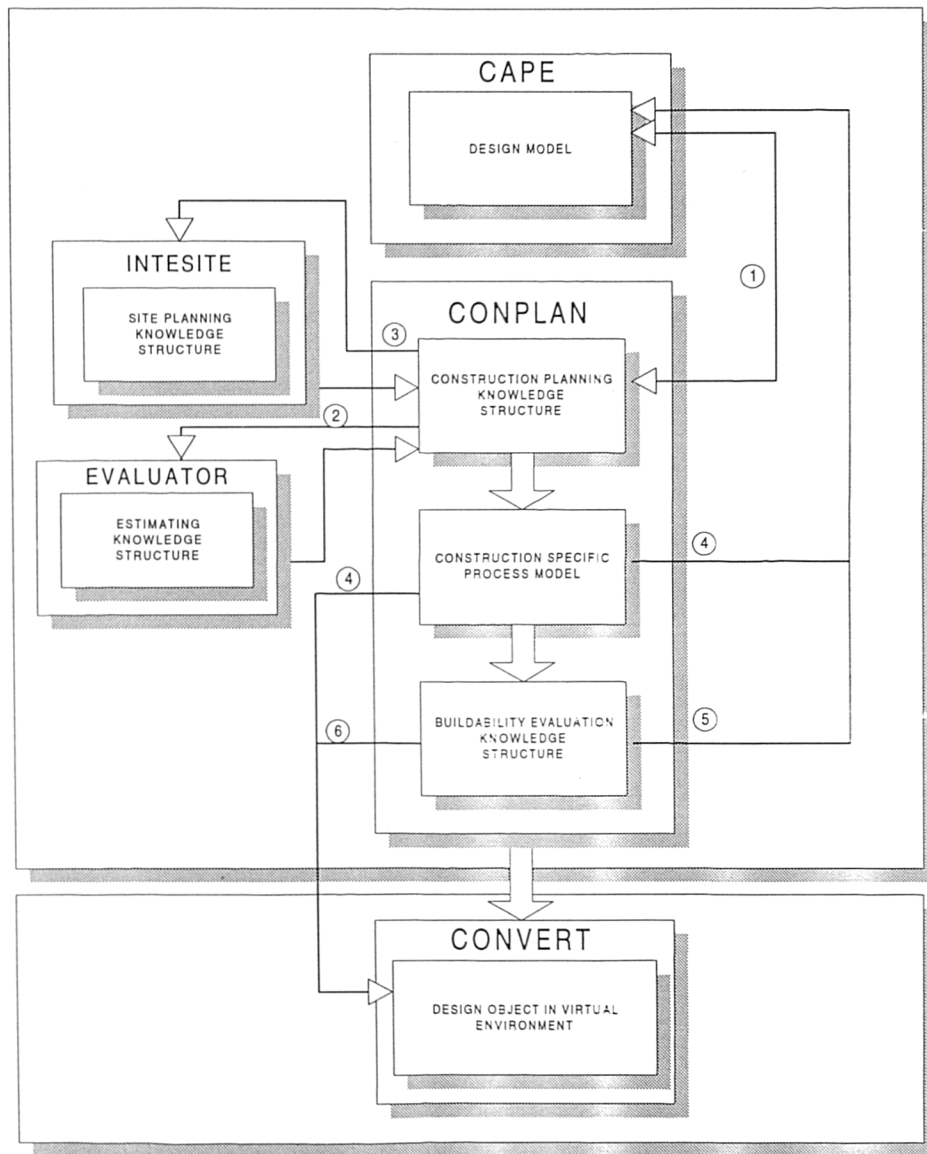 CAPE
DESIGN MODEL
1
INTESITE
SITE PLANNING
KNOWLEDGE
STRUCTURE
CONPLAN
3
CONSTRUCTION PLANNING
KNOWLEDGE
STRUCTURE
2
EVALUATOR
ESTIMATING
KNOWLEDGE
STRUCTURE
CONSTRUCTION SPECIFIC
PROCESS MODEL
4
4
BUILDABILITY EVALUATION
KNOWLEDGE
STRUCTURE
5
6
CONVERT
DESIGN OBJECT IN VIRTUAL
ENVIRONMENT